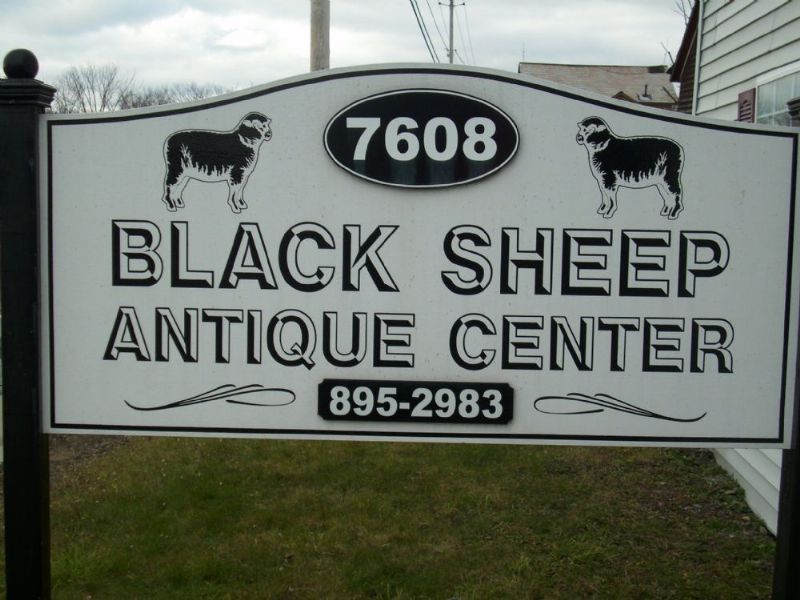 7608
BLACK SHEEP
ANTIQUE CENTER
895-2983